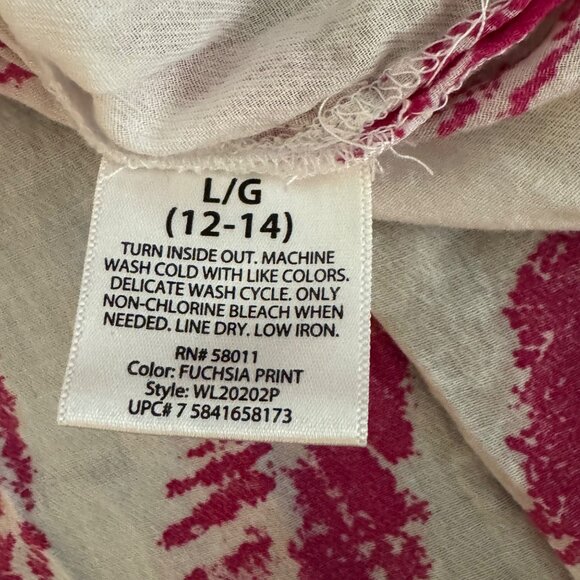 L/G
(12-14)
TURN INSIDE OUT. MACHINE
WASH COLD WITH LIKE COLORS.
DELICATE WASH CYCLE. ONLY
NON-CHLORINE BLEACH WHEN
NEEDED. LINE DRY. LOW IRON.
RN# 58011
Color: FUCHSIA PRINT
Style: WL20202P
UPC# 7 5841658173